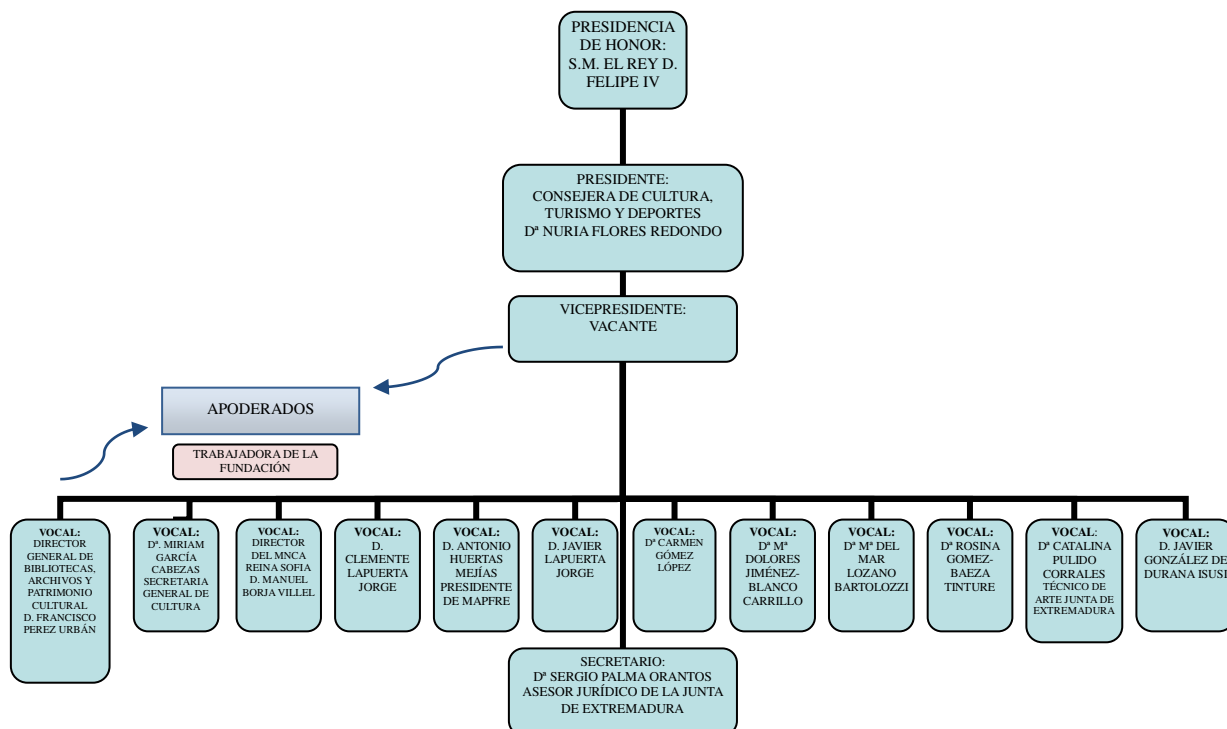 PRESIDENCIA
DE HONOR:
S.M. EL REY D.
FELIPE IV
PRESIDENTE:
CONSEJERA DE CULTURA,
TURISMO Y DEPORTES
Dª NURIA FLORES REDONDO
VICEPRESIDENTE:
VACANTE
APODERADOS
TRABAJADORA DE LA
FUNDACIÓN
VOCAL:
DIRECTOR
GENERAL DE
BIBLIOTECAS,
ARCHIVOS Y
PATRIMONIO
CULTURAL
D. FRANCISCO
PEREZ URBÁN
VOCAL:
Dª. MIRIAM
GARCÍA
CABEZAS
SECRETARIA
GENERAL DE
CULTURA
VOCAL:
DIRECTOR
DEL MNCA
REINA SOFIA
D. MANUEL
BORJA VILLEL
VOCAL:
D.
CLEMENTE
LAPUERTA
JORGE
VOCAL:
D. ANTONIO
HUERTAS
MEJÍAS
PRESIDENTE
DE MAPFRE
VOCAL:
D. JAVIER
LAPUERTA
JORGE
VOCAL:
Dª CARMEN
GÓMEZ
LÓPEZ
VOCAL:
Dª Mª
DOLORES
JIMÉNEZ-
BLANCO
CARRILLO
VOCAL:
Dª Mª DEL
MAR
LOZANO
BARTOLOZZI
VOCAL:
Dª ROSINA
GOMEZ-
BAEZA
TINTURE
VOCAL:
Dª CATALINA
PULIDO
CORRALES
TÉCNICO DE
ARTE JUNTA DE
EXTREMADURA
VOCAL:
D. JAVIER
GONZÁLEZ DE
DURANA ISUSI
SECRETARIO:
Dª SERGIO PALMA ORANTOS
ASESOR JURÍDICO DE LA JUNTA
DE EXTREMADURA